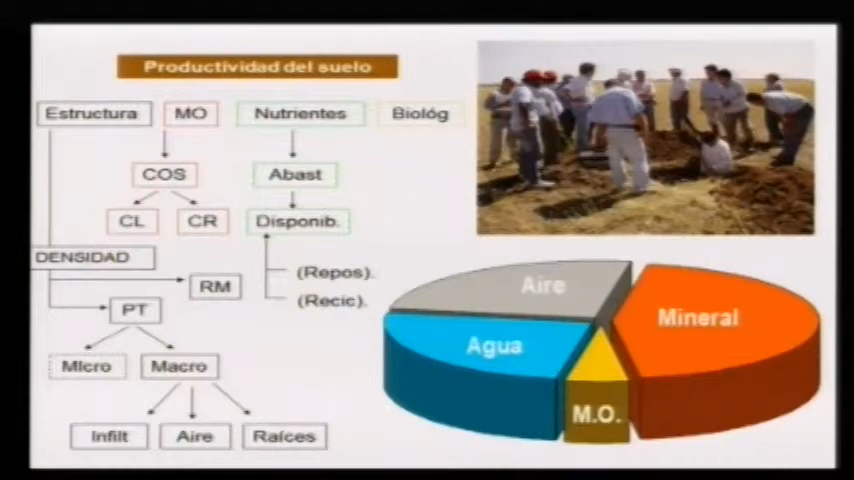 Productividad del suelo
Estructura
MO
Nutrientes
Biológ
COS
Abast
CL
CR
Disponib.
DENSIDAD
RM
(Repos).
(Recic).
PT
MIcro
Macro
Infilt
Aire
Raíces
Aire
Mineral
Agua
M.O.